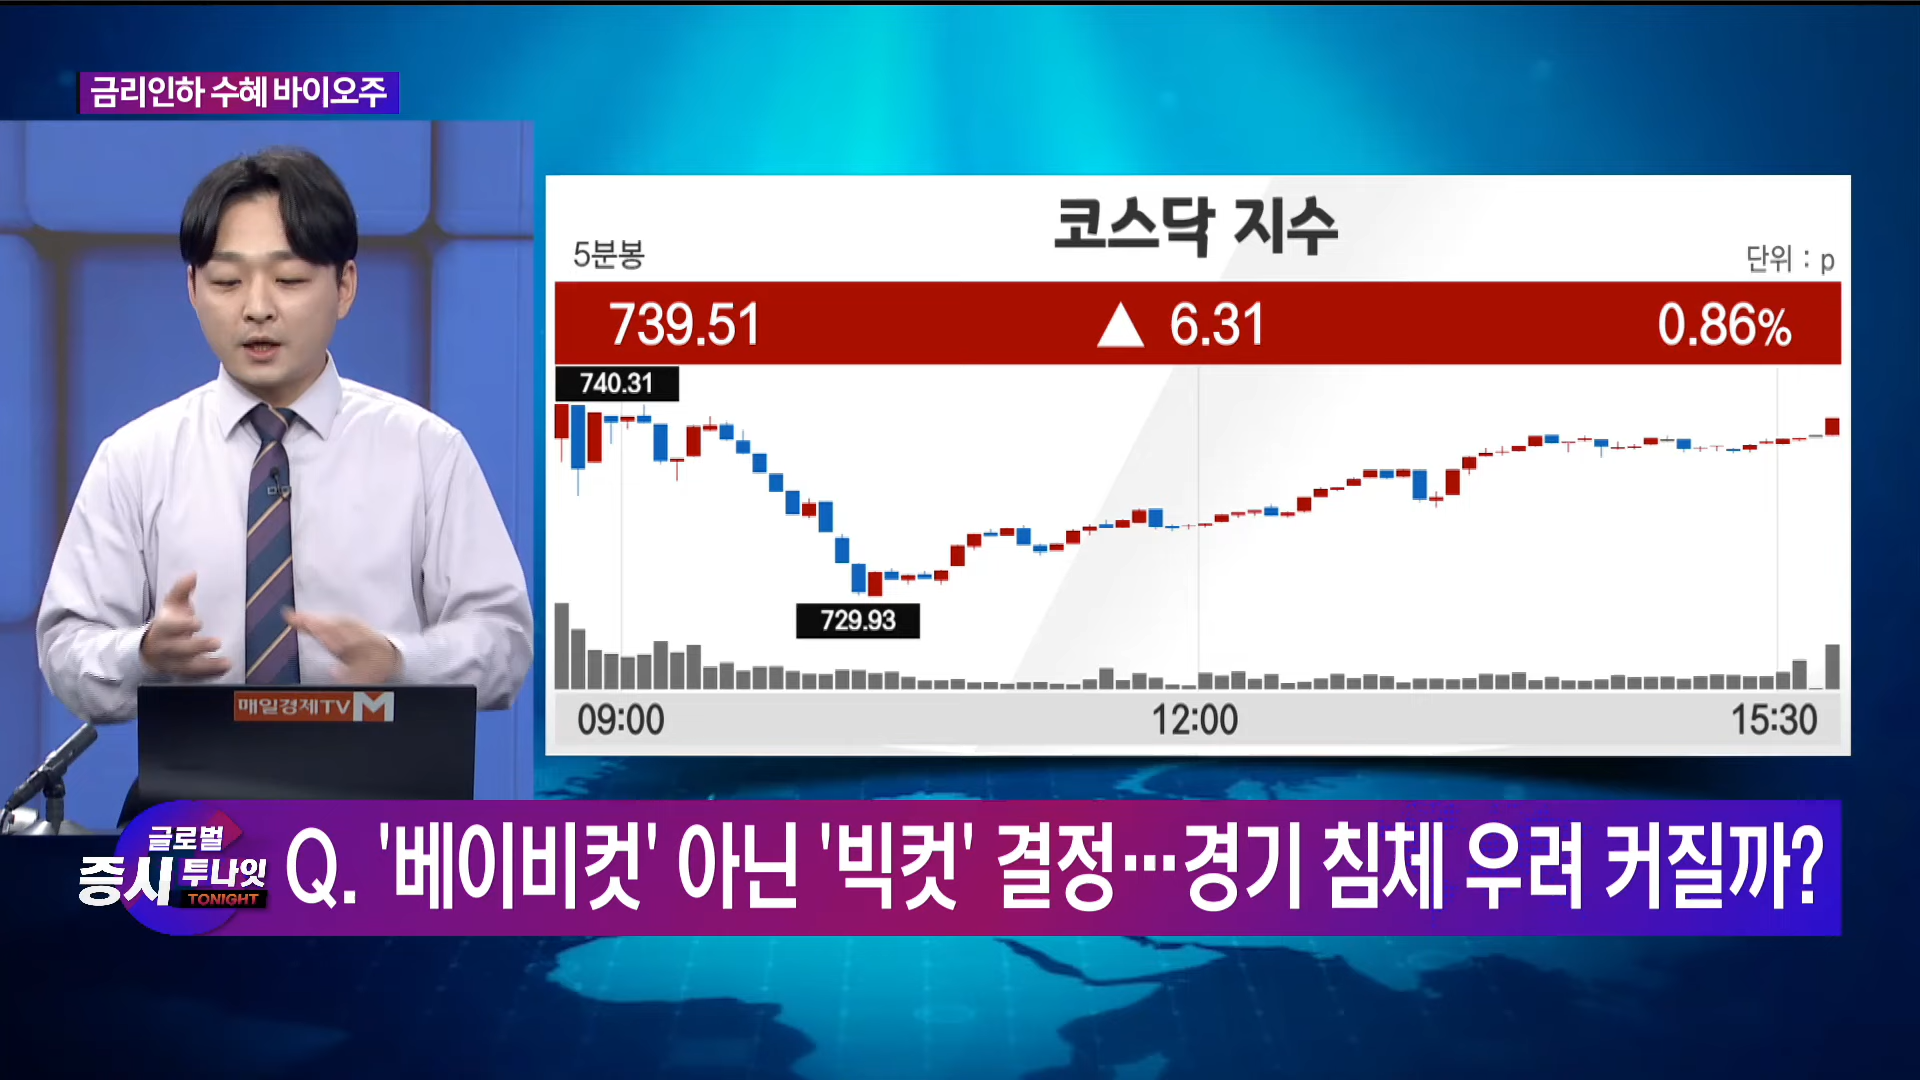 금리인하 수혜 바이오주
코스닥 지수
5분봉
단위 : p
739.51 ▲ 6.31 0.86%
740.31
729.93
09:00 12:00 15:30
매일경제TV M
글로벌
증시 투나잇
TONIGHT
Q. '베이비컷' 아닌 '빅컷' 결정…경기 침체 우려 커질까?